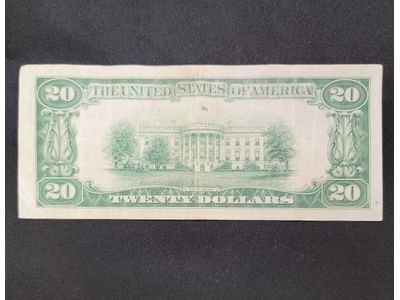 THE UNITED STATES OF AMERICA
20 20
20 20
TWENTY DOLLARS